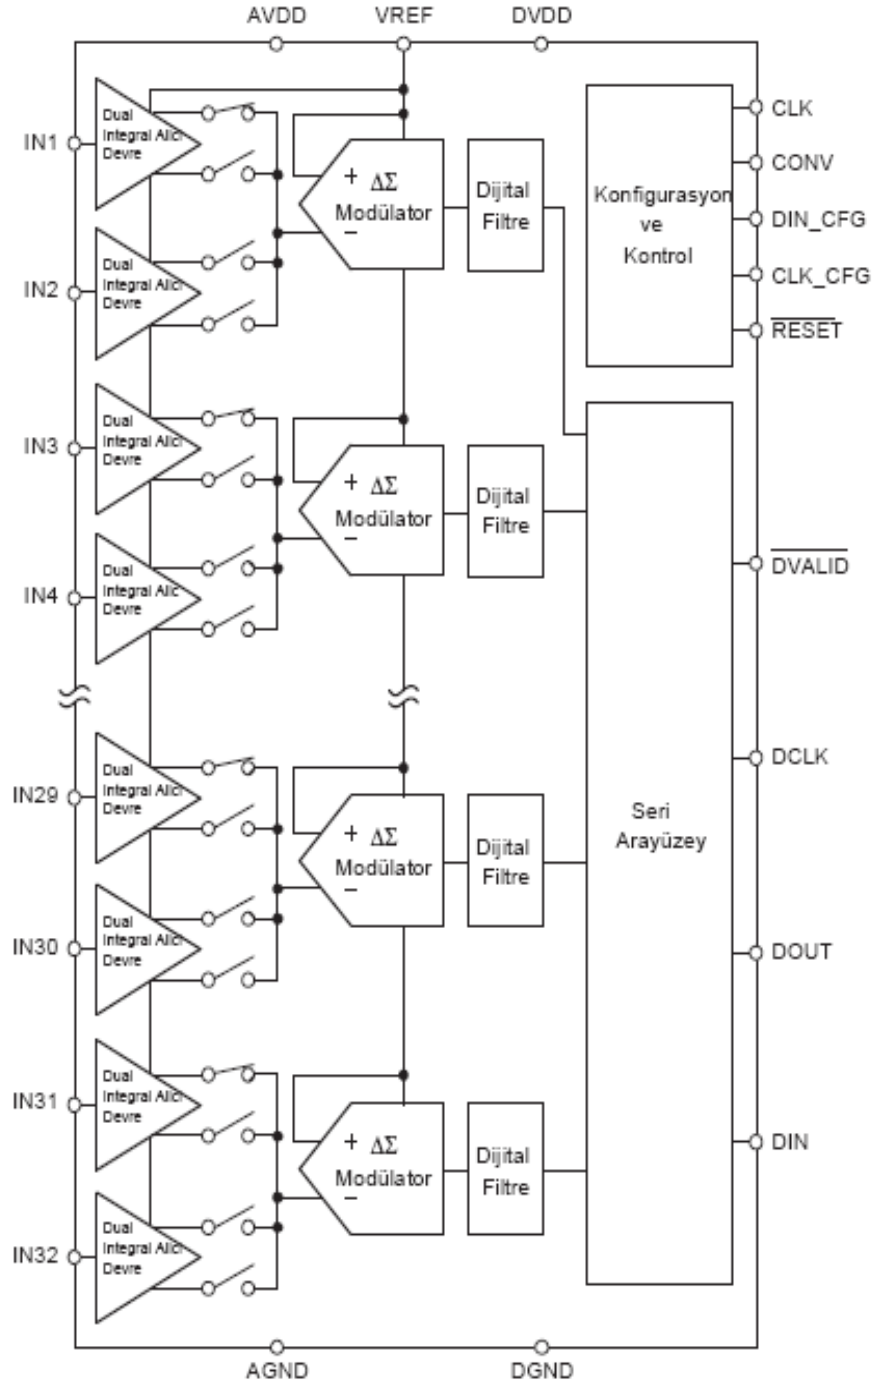 AVDD
VREF
DVDD
IN1
Dual
Integral Alıcı
Devre
IN2
Dual
Integral Alıcı
Devre
+ ΔΣ
Modülator
−
Dijital
Filtre
Konfigurasyon
ve
Kontrol
CLK
CONV
DIN_CFG
CLK_CFG
RESET
IN3
Dual
Integral Alıcı
Devre
IN4
Dual
Integral Alıcı
Devre
+ ΔΣ
Modülator
−
Dijital
Filtre
DVALID
IN29
Dual
Integral Alıcı
Devre
IN30
Dual
Integral Alıcı
Devre
+ ΔΣ
Modülator
−
Dijital
Filtre
Seri
Arayüzey
DCLK
DOUT
IN31
Dual
Integral Alıcı
Devre
IN32
Dual
Integral Alıcı
Devre
+ ΔΣ
Modülator
−
Dijital
Filtre
DIN
AGND
DGND